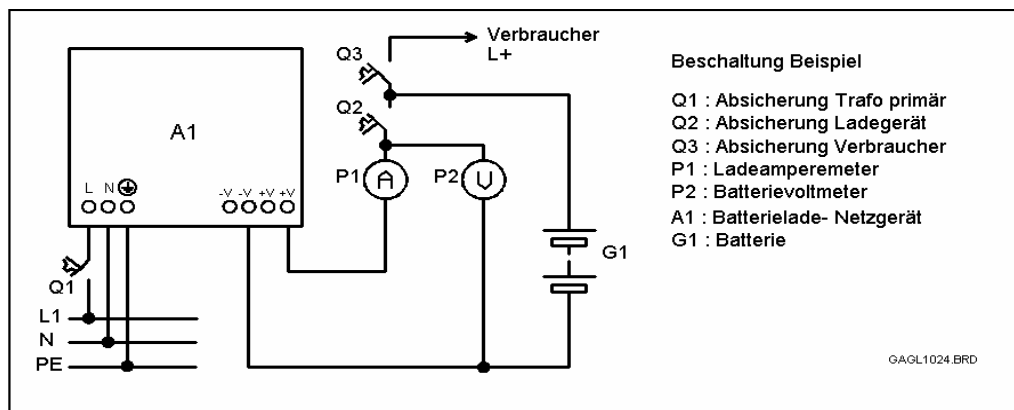 Verbraucher
L+
Q3
Q2
A1
P1 A
P2 V
L N
-V -V +V +V
Q1
G1
L1
N
PE
Beschaltung Beispiel
Q1 : Absicherung Trafo primär
Q2 : Absicherung Ladegerät
Q3 : Absicherung Verbraucher
P1 : Ladeamperemeter
P2 : Batterievoltmeter
A1 : Batterielade- Netzgerät
G1 : Batterie
GAGL1024.BRD